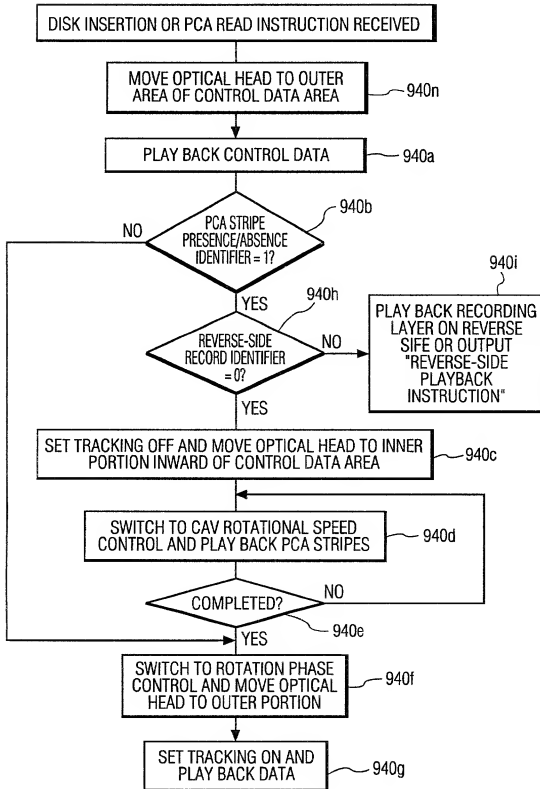 DISK INSERTION OR PCA READ INSTRUCTION RECEIVED
MOVE OPTICAL HEAD TO OUTER
AREA OF CONTROL DATA AREA
940n
PLAY BACK CONTROL DATA
940a
940b
NO
PCA STRIPE
PRESENCE/ABSENCE
IDENTIFIER = 1?
YES
940h
940i
REVERSE-SIDE
RECORD IDENTIFIER
= 0?
NO
PLAY BACK RECORDING
LAYER ON REVERSE
SIFE OR OUTPUT
"REVERSE-SIDE
PLAYBACK
INSTRUCTION"
YES
SET TRACKING OFF AND MOVE OPTICAL HEAD TO INNER
PORTION INWARD OF CONTROL DATA AREA
940c
SWITCH TO CAV ROTATIONAL SPEED
CONTROL AND PLAY BACK PCA STRIPES
940d
COMPLETED?
NO
940e
YES
SWITCH TO ROTATION PHASE
CONTROL AND MOVE OPTICAL
HEAD TO OUTER PORTION
940f
SET TRACKING ON AND
PLAY BACK DATA
940g